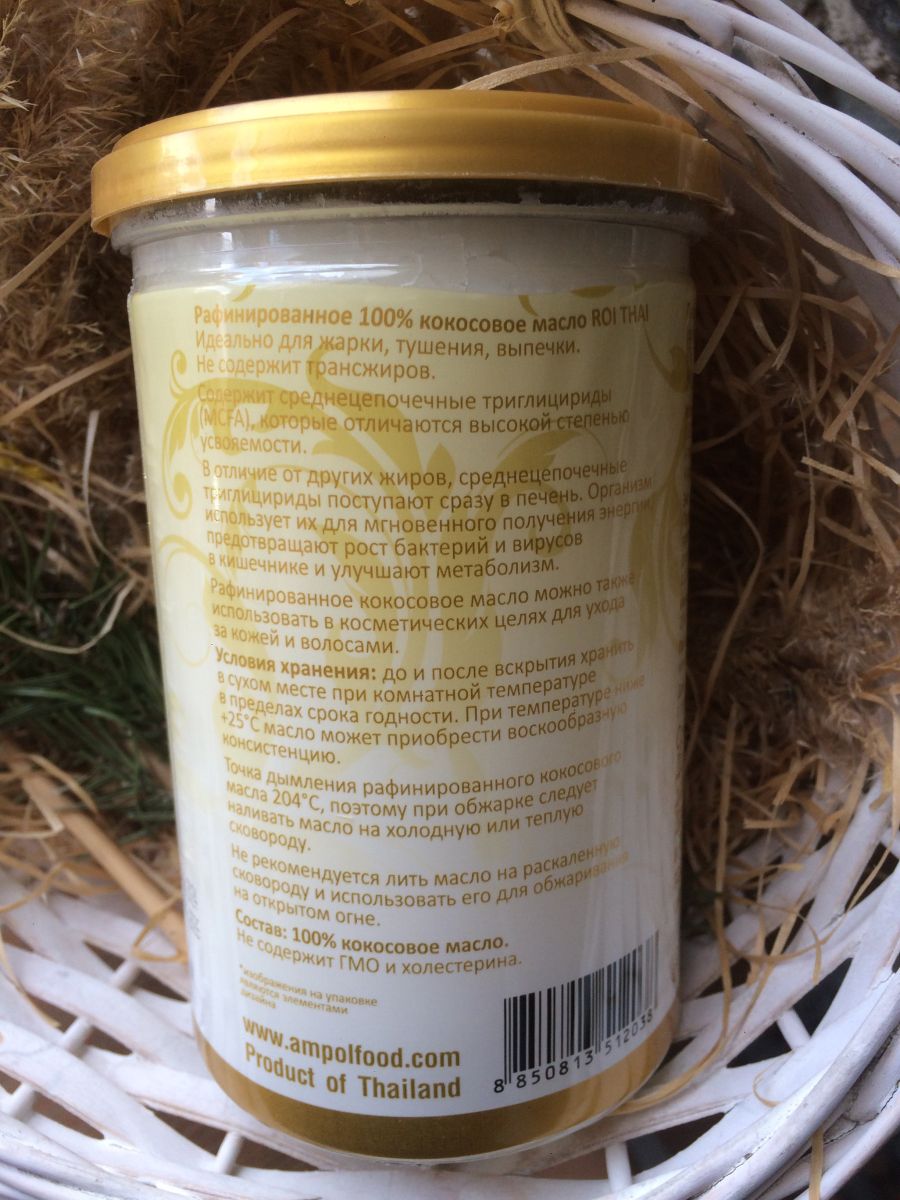 Рафинированное 100% кокосовое масло ROI THAI
Идеально для жарки, тушения, выпечки.
Не содержит трансжиров.
Содержит среднецепочечные триглицириды
(MCFA), которые отличаются высокой степенью
усвояемости.
В отличие от других жиров, среднецепочечные
триглицириды поступают сразу в печень. Организм
использует их для мгновенного получения энергии,
предотвращают рост бактерий и вирусов
в кишечнике и улучшают метаболизм.
Рафинированное кокосовое масло можно также
использовать в косметических целях для ухода
за кожей и волосами.
Условия хранения: до и после вскрытия хранить
в сухом месте при комнатной температуре
в пределах срока годности. При температуре ниже
+25°C масло может приобрести воскообразную
консистенцию.
Точка дымления рафинированного кокосового
масла 204°C, поэтому при обжарке следует
наливать масло на холодную или теплую
сковороду.
Не рекомендуется лить масло на раскаленную
сковороду и использовать его для обжаривания
на открытом огне.
Состав: 100% кокосовое масло.
Не содержит ГМО и холестерина.
*изображения на упаковке
являются элементами
дизайна
www.ampolfood.com
Product of Thailand
8 850813 512038